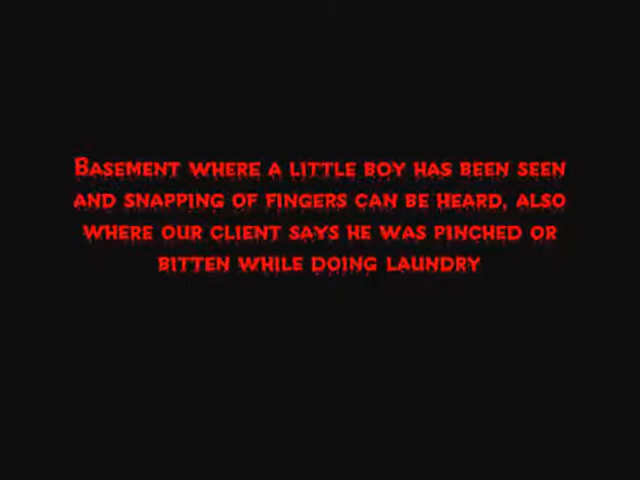 Basement where a little boy has been seen
and snapping of fingers can be heard, also
where our client says he was pinched or
bitten while doing laundry